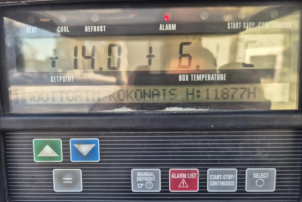 HEAT COOL DEFROST ALARM START-STOP CONTINUOUS
+14.0 + 6. C
SETPOINT BOX TEMPERATURE
MOOTTORIN KOKONAIS H:11877H
MANUAL DEFROST
ALARM LIST
START-STOP/ CONTINUOUS
SELECT
=